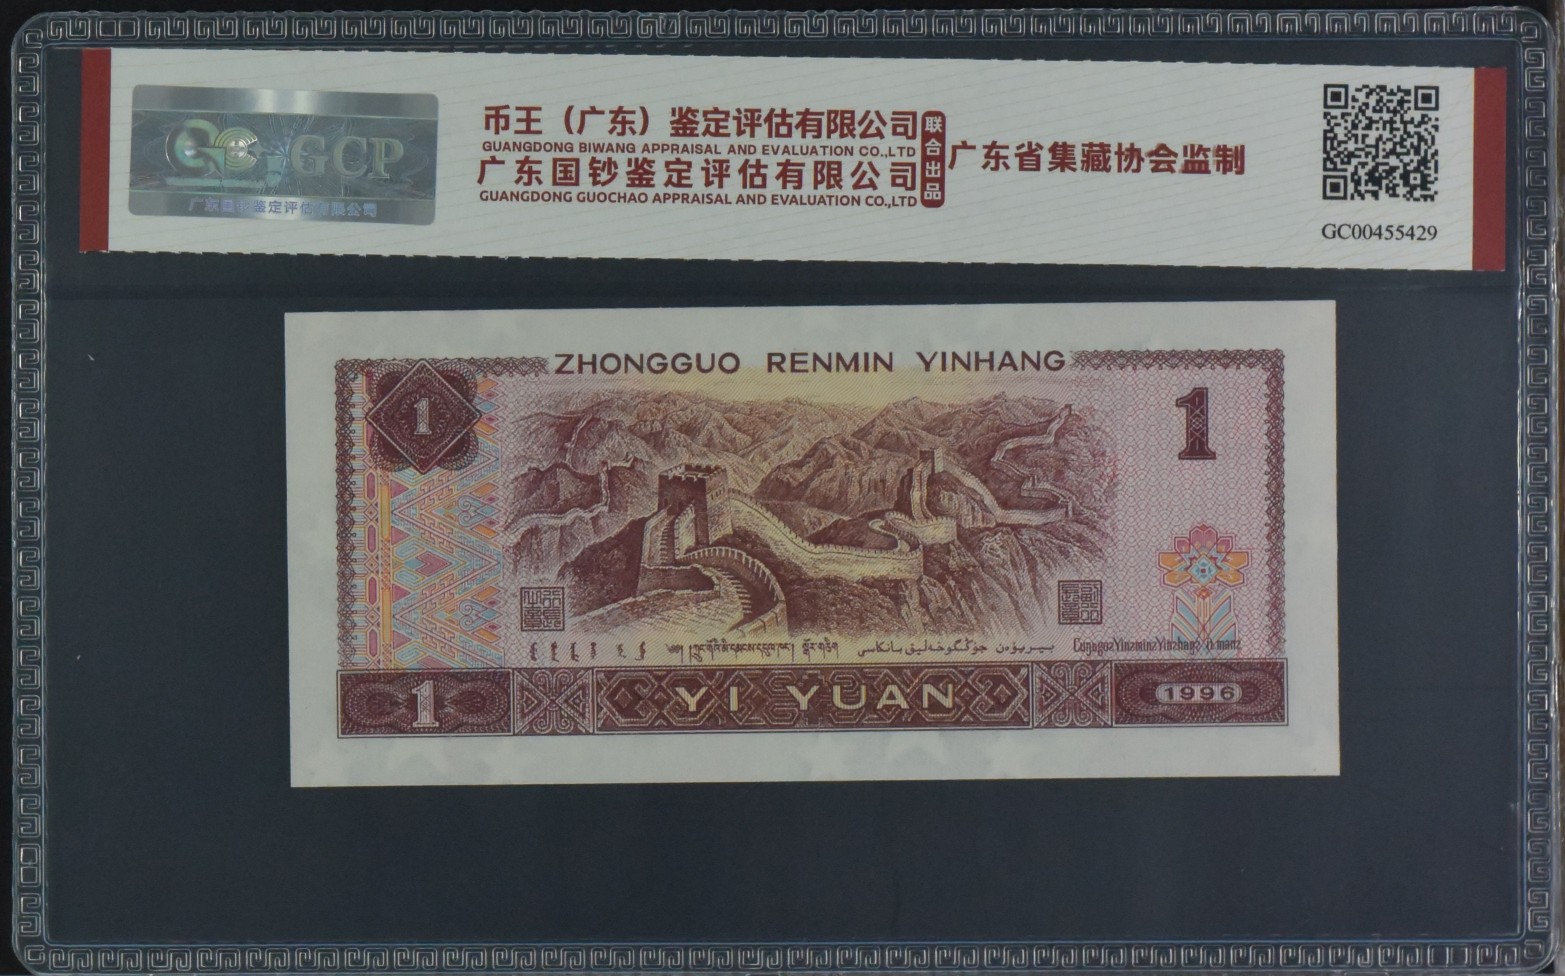 GCP
广东国钞鉴定评估有限公司
币王（广东）鉴定评估有限公司
GUANGDONG BIWANG APPRAISAL AND EVALUATION CO.,LTD
广东国钞鉴定评估有限公司
GUANGDONG GUOCHAO APPRAISAL AND EVALUATION CO.,LTD
联合出品
广东省集藏协会监制
GC00455429
ZHONGGUO RENMIN YINHANG
1
1
1
YI YUAN
1996